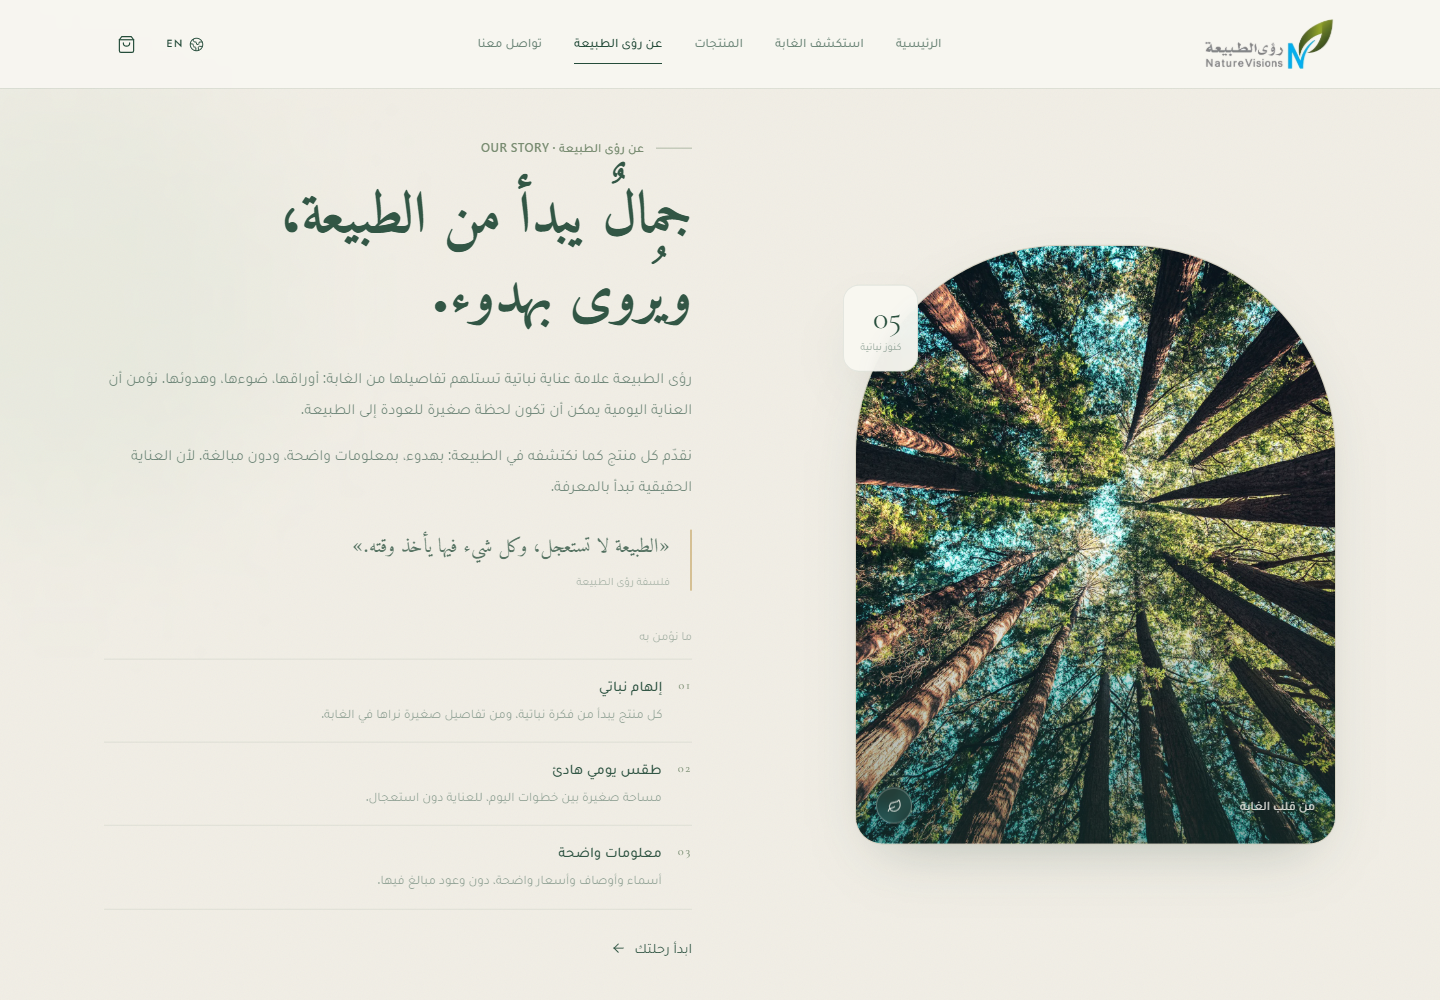 رؤى الطبيعة
NatureVisions
الرئيسية
استكشف الغابة
المنتجات
عن رؤى الطبيعة
تواصل معنا
EN
عن رؤى الطبيعة · OUR STORY
جمالٌ يبدأ من الطبيعة،
ويُروى بهدوء.
رؤى الطبيعة علامة عناية نباتية تستلهم تفاصيلها من الغابة: أوراقها، ضوءها، وهدوئها. نؤمن أن
العناية اليومية يمكن أن تكون لحظة صغيرة للعودة إلى الطبيعة.
نقدّم كل منتج كما نكتشفه في الطبيعة: بهدوء، بمعلومات واضحة، ودون مبالغة. لأن العناية
الحقيقية تبدأ بالمعرفة.
«الطبيعة لا تستعجل، وكل شيء فيها يأخذ وقته.»
فلسفة رؤى الطبيعة
ما نؤمن به
01
إلهام نباتي
كل منتج يبدأ من فكرة نباتية، ومن تفاصيل صغيرة نراها في الغابة.
02
طقس يومي هادئ
مساحة صغيرة بين خطوات اليوم، للعناية دون استعجال.
03
معلومات واضحة
أسماء وأوصاف وأسعار واضحة، دون وعود مبالغ فيها.
ابدأ رحلتك
05
كنوز نباتية
من قلب الغابة